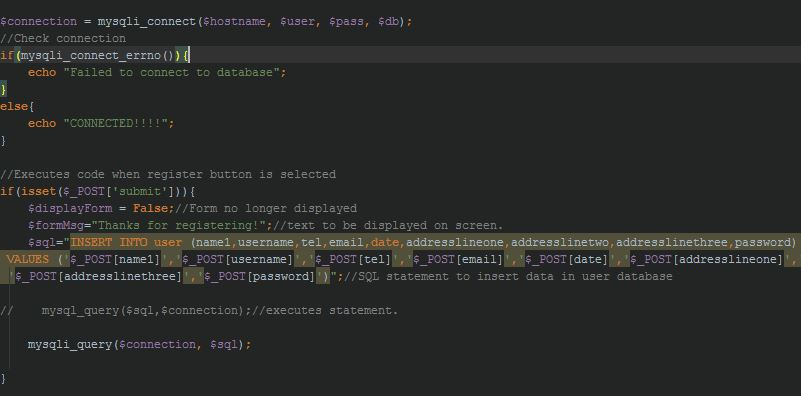 $connection = mysqli_connect($hostname, $user, $pass, $db);
//Check connection
if(mysqli_connect_errno()){
    echo "Failed to connect to database";
}
else{
    echo "CONNECTED!!!!";
}
//Executes code when register button is selected
if(isset($_POST['submit'])){
    $displayForm = False;//Form no longer displayed
    $formMsg="Thanks for registering!";//text to be displayed on screen.
    $sql="INSERT INTO user (name1,username,tel,email,date,addresslineone,addresslinetwo,addresslinethree,password)
 VALUES ('$_POST[name1]','$_POST[username]','$_POST[tel]','$_POST[email]','$_POST[date]','$_POST[addresslineone]',
 '$_POST[addresslinethree]','$_POST[password]')";//SQL statement to insert data in user database
//    mysql_query($sql,$connection);//executes statement.
    mysqli_query($connection, $sql);
}